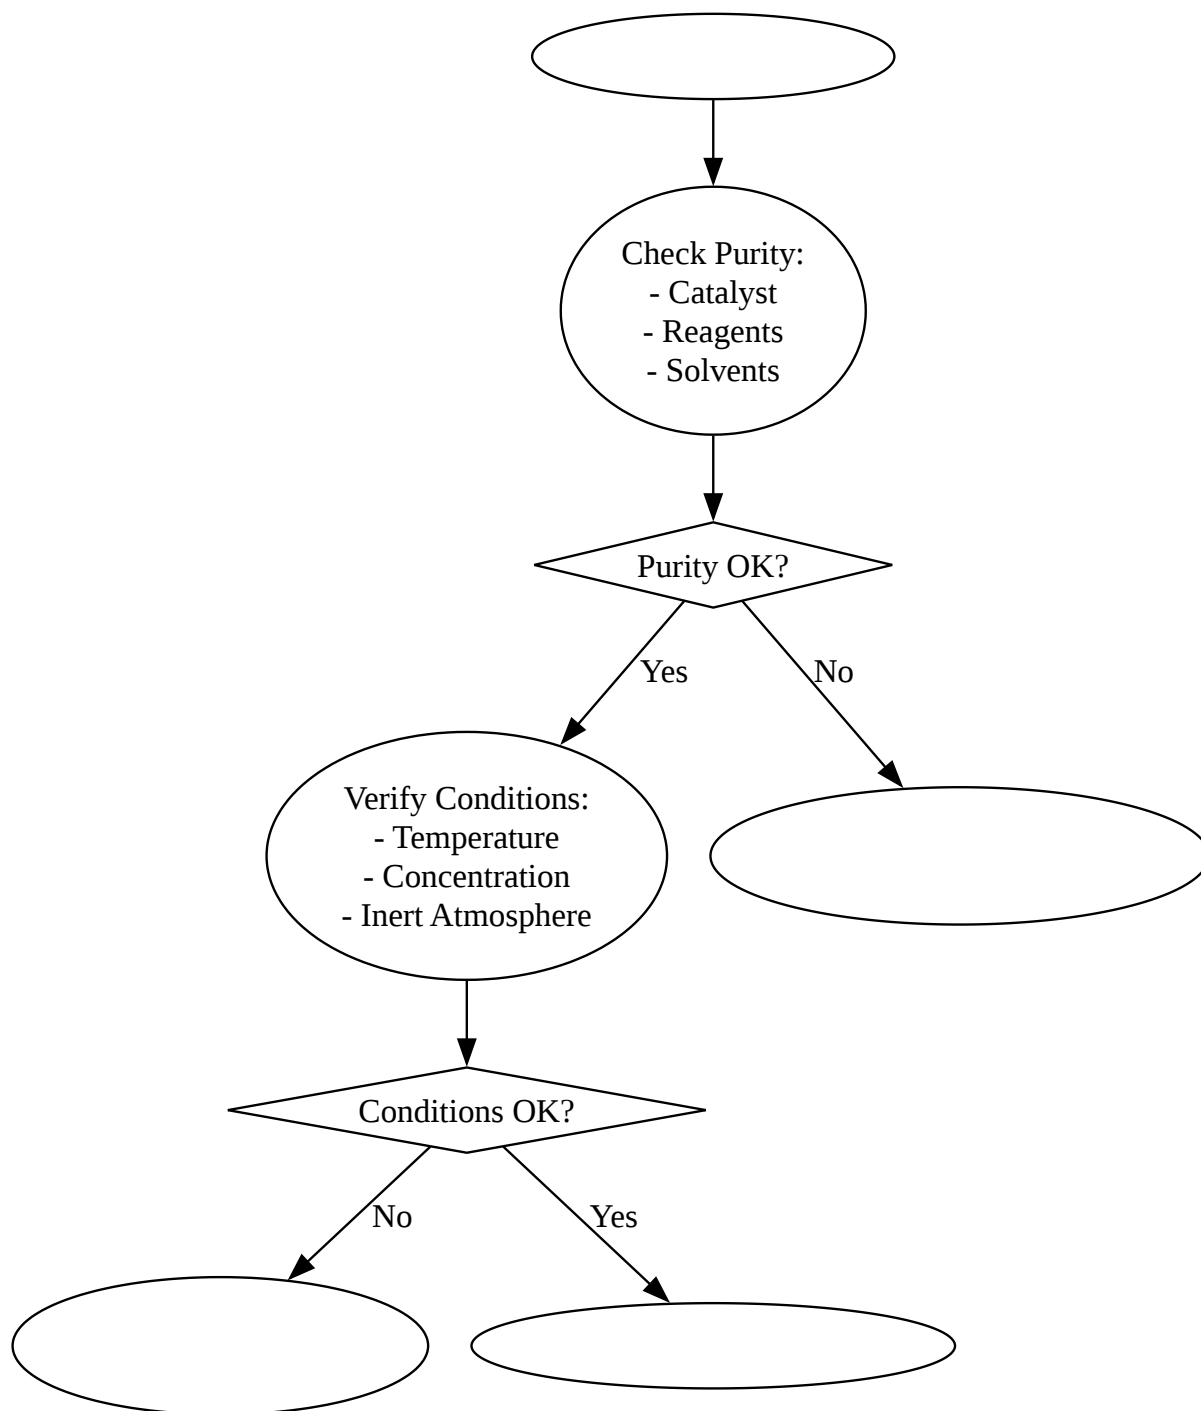 Check Purity:
- Catalyst
- Reagents
- Solvents
Purity OK?
Yes
No
Verify Conditions:
- Temperature
- Concentration
- Inert Atmosphere
Conditions OK?
No
Yes